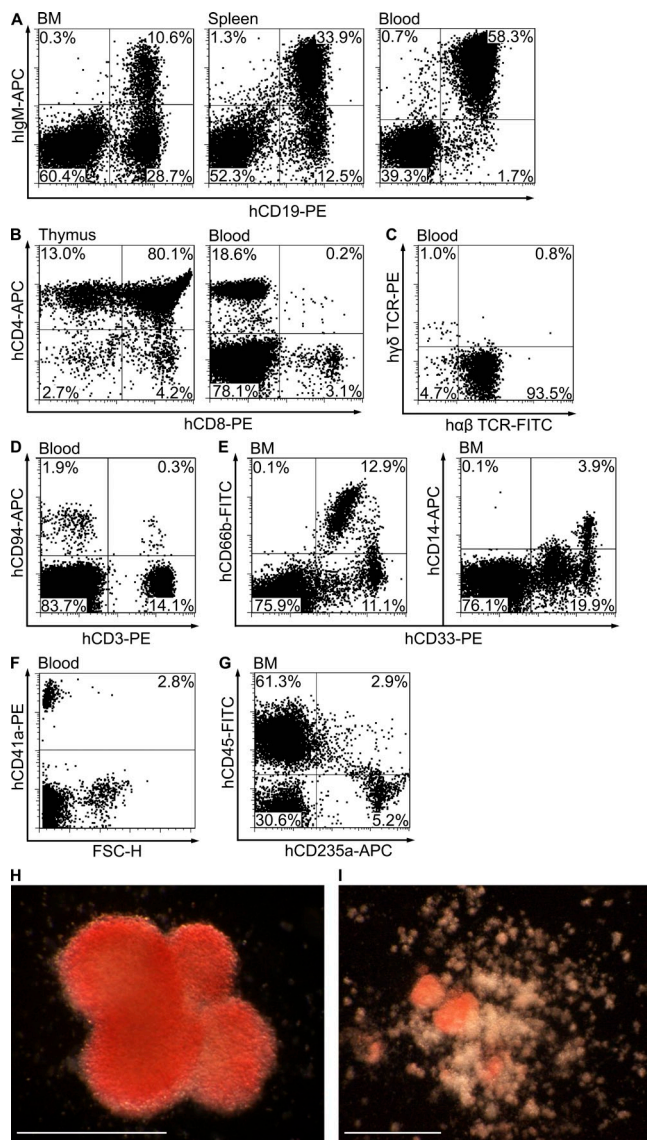 A BM Spleen Blood
0.3% 10.6% 1.3% 33.9% 0.7% 58.3%
hIgM-APC
60.4% 28.7% 52.3% 12.5% 39.3% 1.7%
hCD19-PE
B Thymus Blood C Blood
13.0% 80.1% 18.6% 0.2% 1.0% 0.8%
hCD4-APC
hγδ TCR-PE
2.7% 4.2% 78.1% 3.1% 4.7% 93.5%
hCD8-PE hαβ TCR-FITC
D Blood E BM BM
1.9% 0.3% 0.1% 12.9% 0.1% 3.9%
hCD94-APC
hCD66b-FITC
hCD14-APC
83.7% 14.1% 75.9% 11.1% 76.1% 19.9%
hCD3-PE hCD33-PE
F Blood G BM
2.8% 61.3% 2.9%
hCD41a-PE
hCD45-FITC
30.6% 5.2%
FSC-H hCD235a-APC
H I